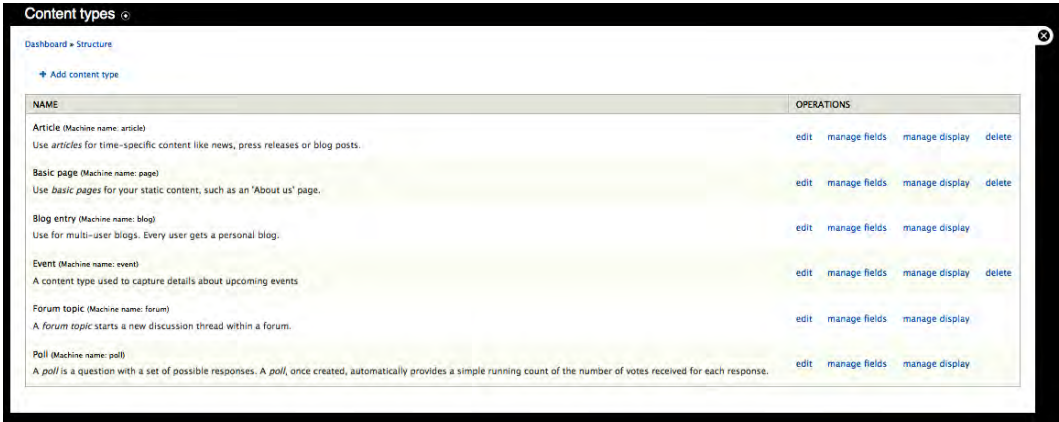 Content types
Dashboard » Structure
+ Add content type
NAME OPERATIONS
Article (Machine name: article)
Use articles for time-specific content like news, press releases or blog posts.
edit manage fields manage display delete
Basic page (Machine name: page)
Use basic pages for your static content, such as an 'About us' page.
edit manage fields manage display delete
Blog entry (Machine name: blog)
Use for multi-user blogs. Every user gets a personal blog.
edit manage fields manage display
Event (Machine name: event)
A content type used to capture details about upcoming events
edit manage fields manage display delete
Forum topic (Machine name: forum)
A forum topic starts a new discussion thread within a forum.
edit manage fields manage display
Poll (Machine name: poll)
A poll is a question with a set of possible responses. A poll, once created, automatically provides a simple running count of the number of votes received for each response.
edit manage fields manage display